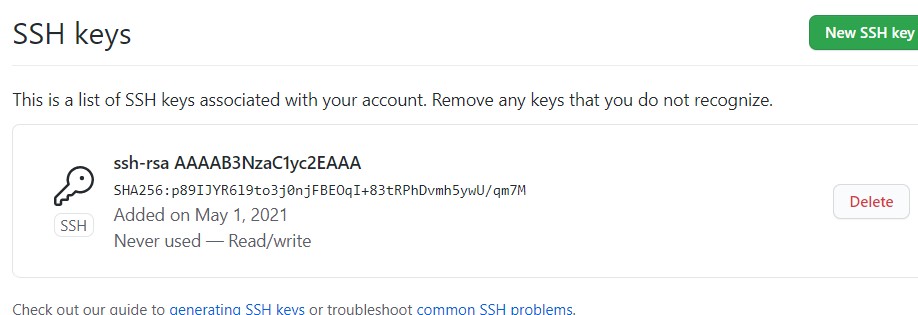 SSH keys
New SSH key
This is a list of SSH keys associated with your account. Remove any keys that you do not recognize.
ssh-rsa AAAAB3NzaC1yc2EAAA
SHA256:p89IJYR619to3j0njFBEOqI+83tRPhDvmh5ywU/qm7M
SSH
Added on May 1, 2021
Never used — Read/write
Delete
Check out our guide to generating SSH keys or troubleshoot common SSH problems.